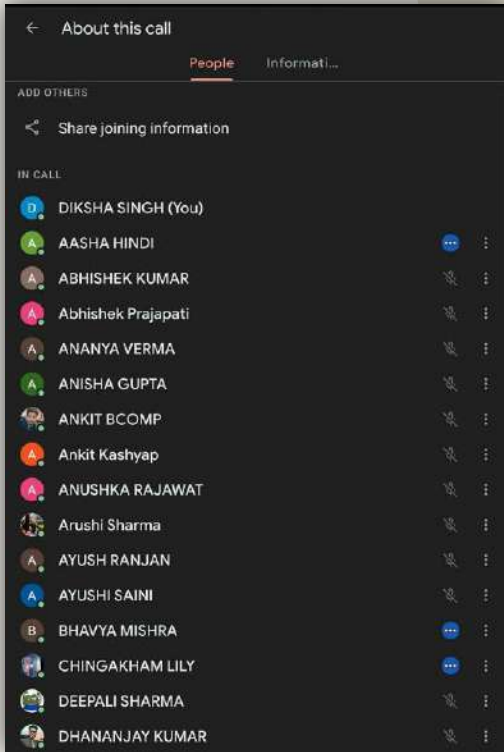 About this call
People Informati...
ADD OTHERS
Share joining information
IN CALL
D DIKSHA SINGH (You)
A AASHA HINDI
A ABHISHEK KUMAR
A Abhishek Prajapati
A ANANYA VERMA
A ANISHA GUPTA
ANKIT BCOMP
A Ankit Kashyap
A ANUSHKA RAJAWAT
Arushi Sharma
A AYUSH RANJAN
A AYUSHI SAINI
B BHAVYA MISHRA
CHINGAKHAM LILY
DEEPALI SHARMA
DHANANJAY KUMAR